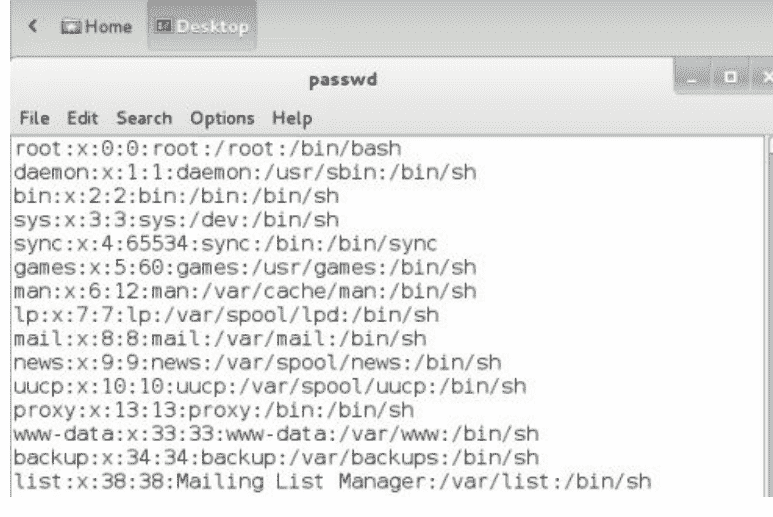 Home Desktop
passwd
File Edit Search Options Help
root:x:0:0:root:/root:/bin/bash
daemon:x:1:1:daemon:/usr/sbin:/bin/sh
bin:x:2:2:bin:/bin:/bin/sh
sys:x:3:3:sys:/dev:/bin/sh
sync:x:4:65534:sync:/bin:/bin/sync
games:x:5:60:games:/usr/games:/bin/sh
man:x:6:12:man:/var/cache/man:/bin/sh
lp:x:7:7:lp:/var/spool/lpd:/bin/sh
mail:x:8:8:mail:/var/mail:/bin/sh
news:x:9:9:news:/var/spool/news:/bin/sh
uucp:x:10:10:uucp:/var/spool/uucp:/bin/sh
proxy:x:13:13:proxy:/bin:/bin/sh
www-data:x:33:33:www-data:/var/www:/bin/sh
backup:x:34:34:backup:/var/backups:/bin/sh
list:x:38:38:Mailing List Manager:/var/list:/bin/sh